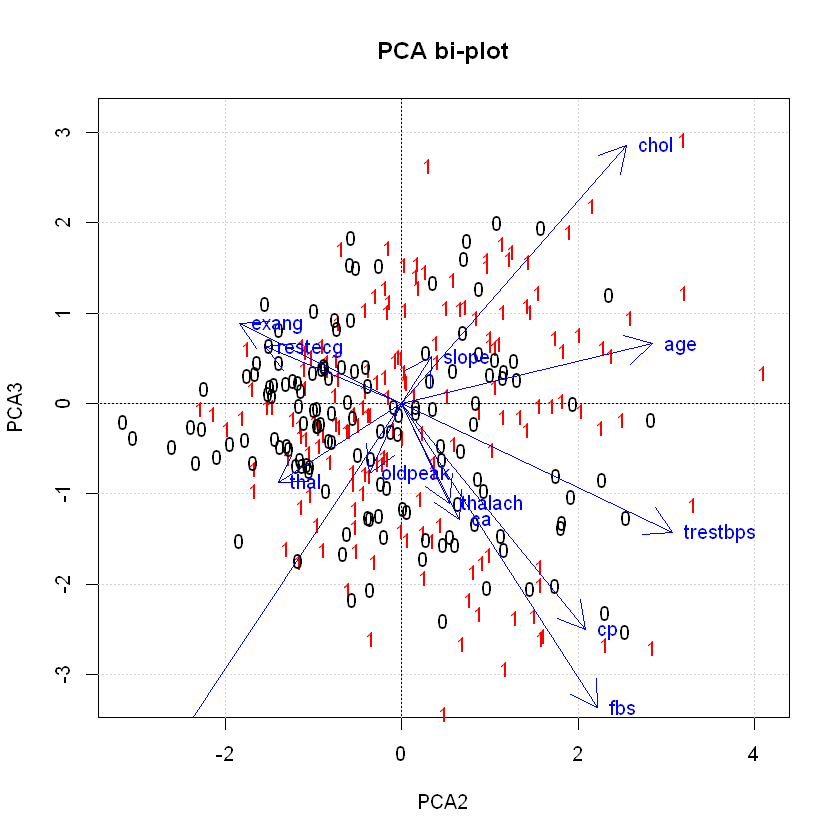 PCA bi-plot
3
chol
2
1
exang
restecg
age
slope
0
PCA3
oldpeak
thal
-1
thalach
ca
trestbps
-2
cp
-3
fbs
-2 0 2 4
PCA2